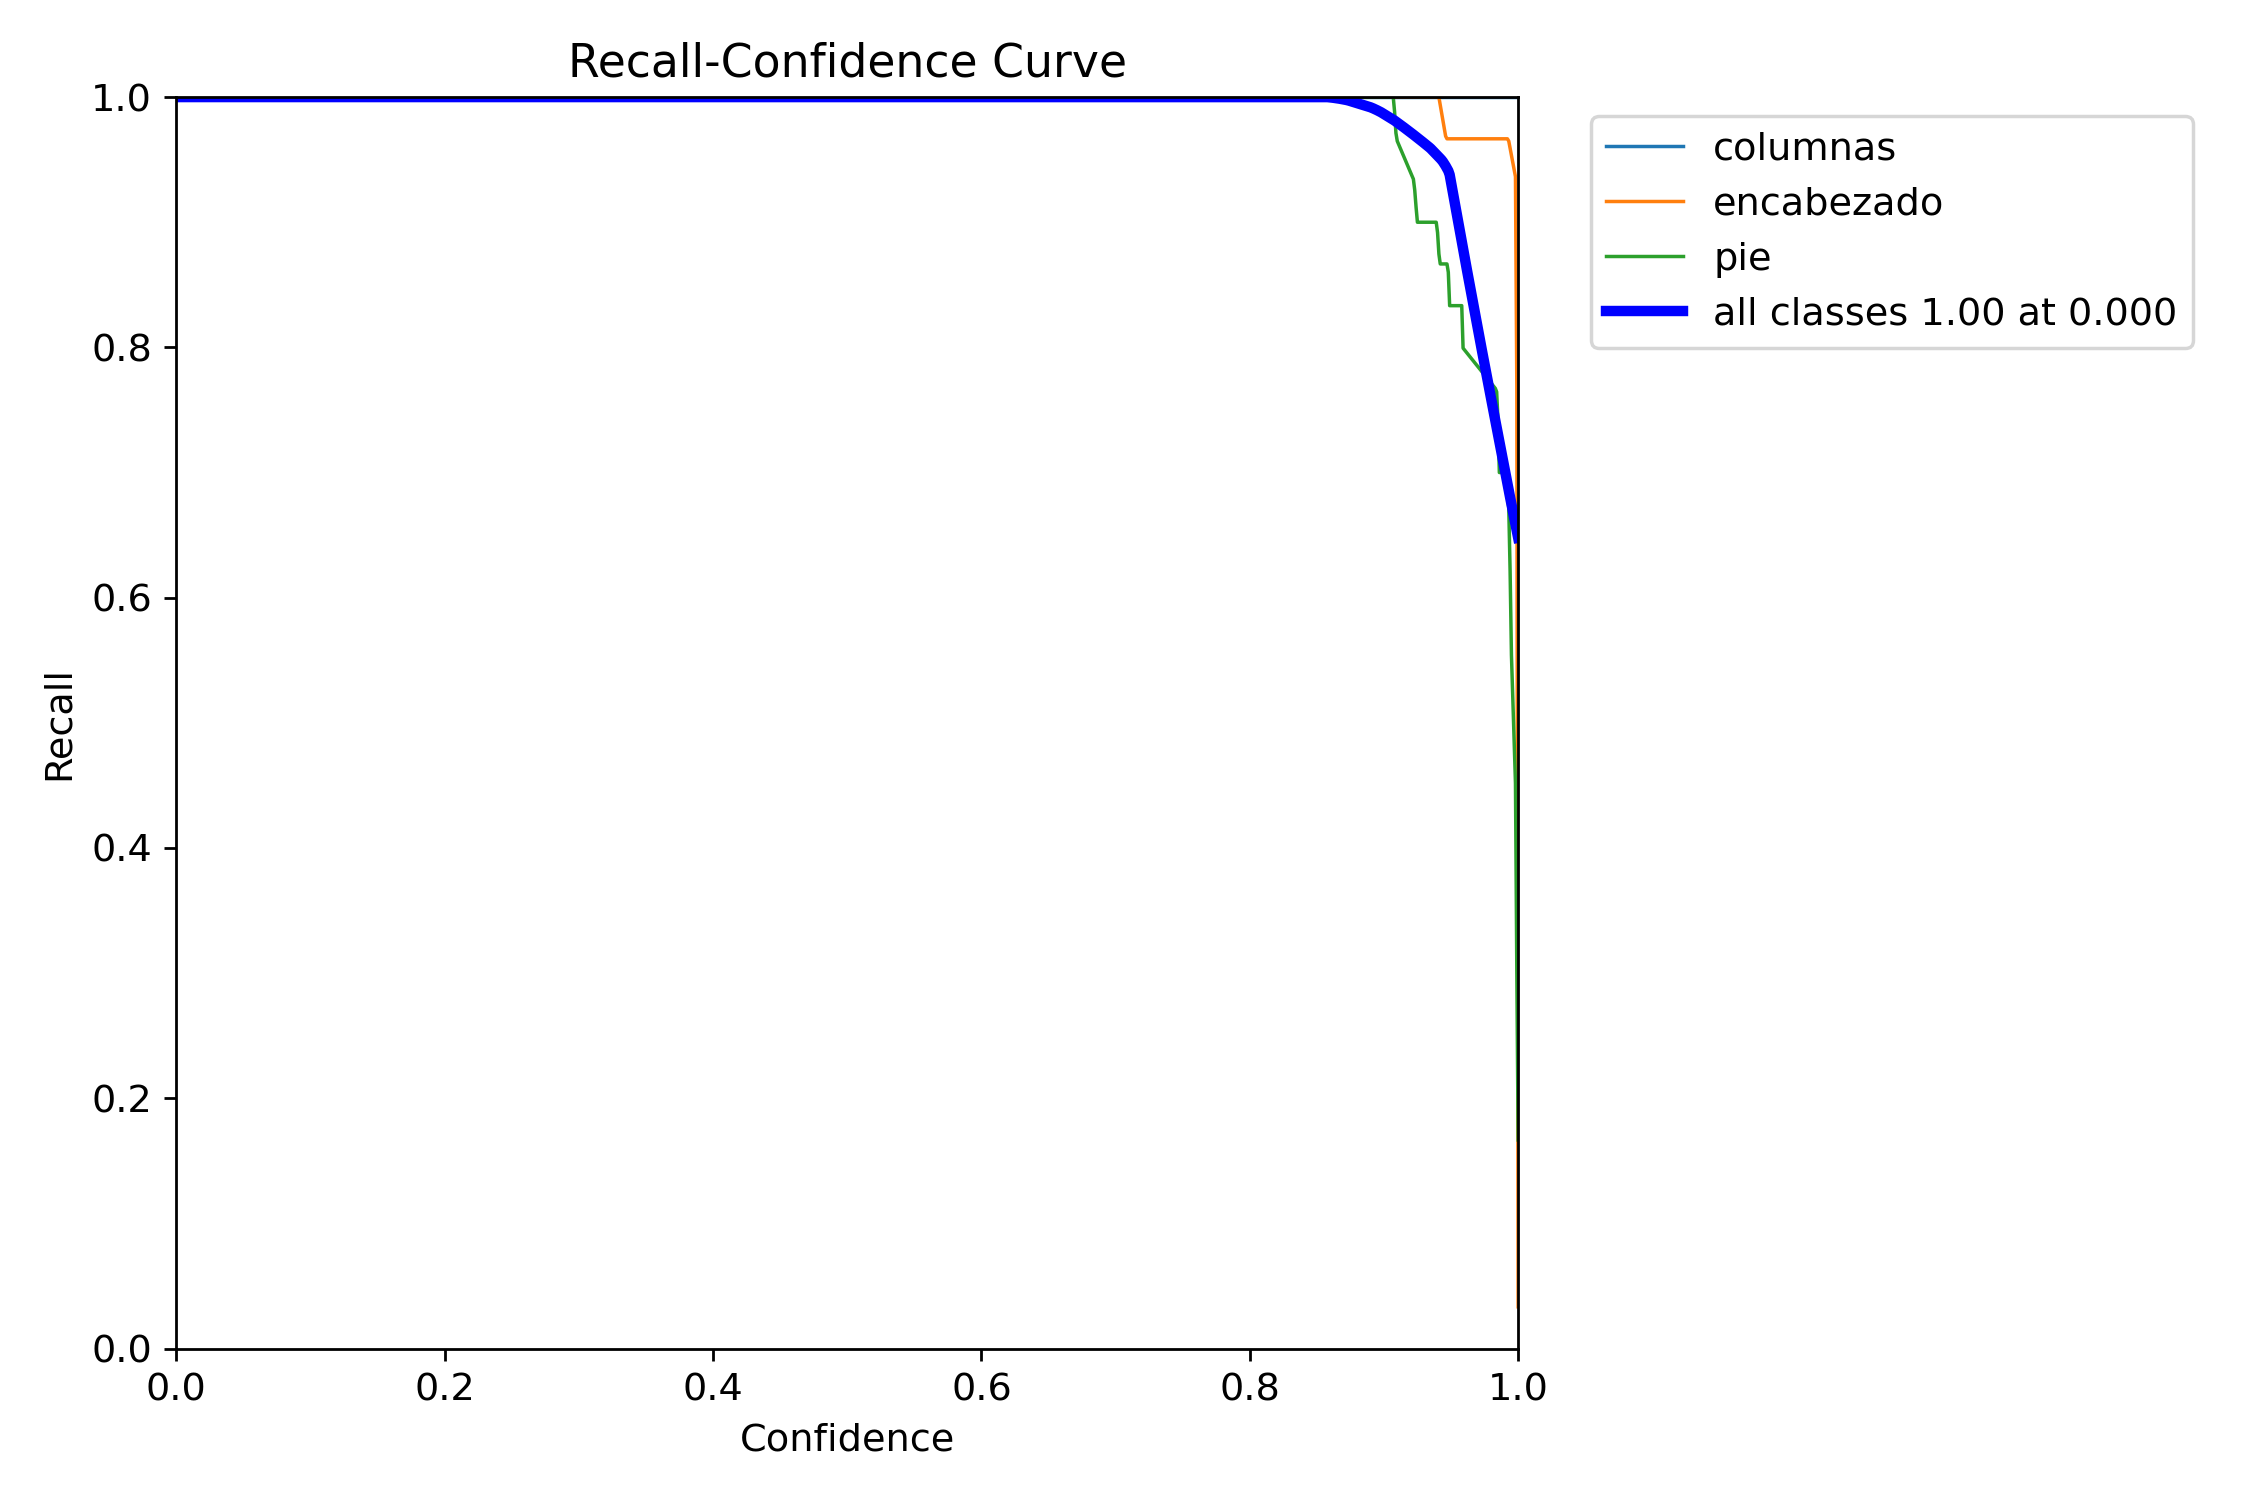 Recall-Confidence Curve
1.0
0.8
0.6
0.4
0.2
0.0
Recall
0.0 0.2 0.4 0.6 0.8 1.0
Confidence
columnas
encabezado
pie
all classes 1.00 at 0.000